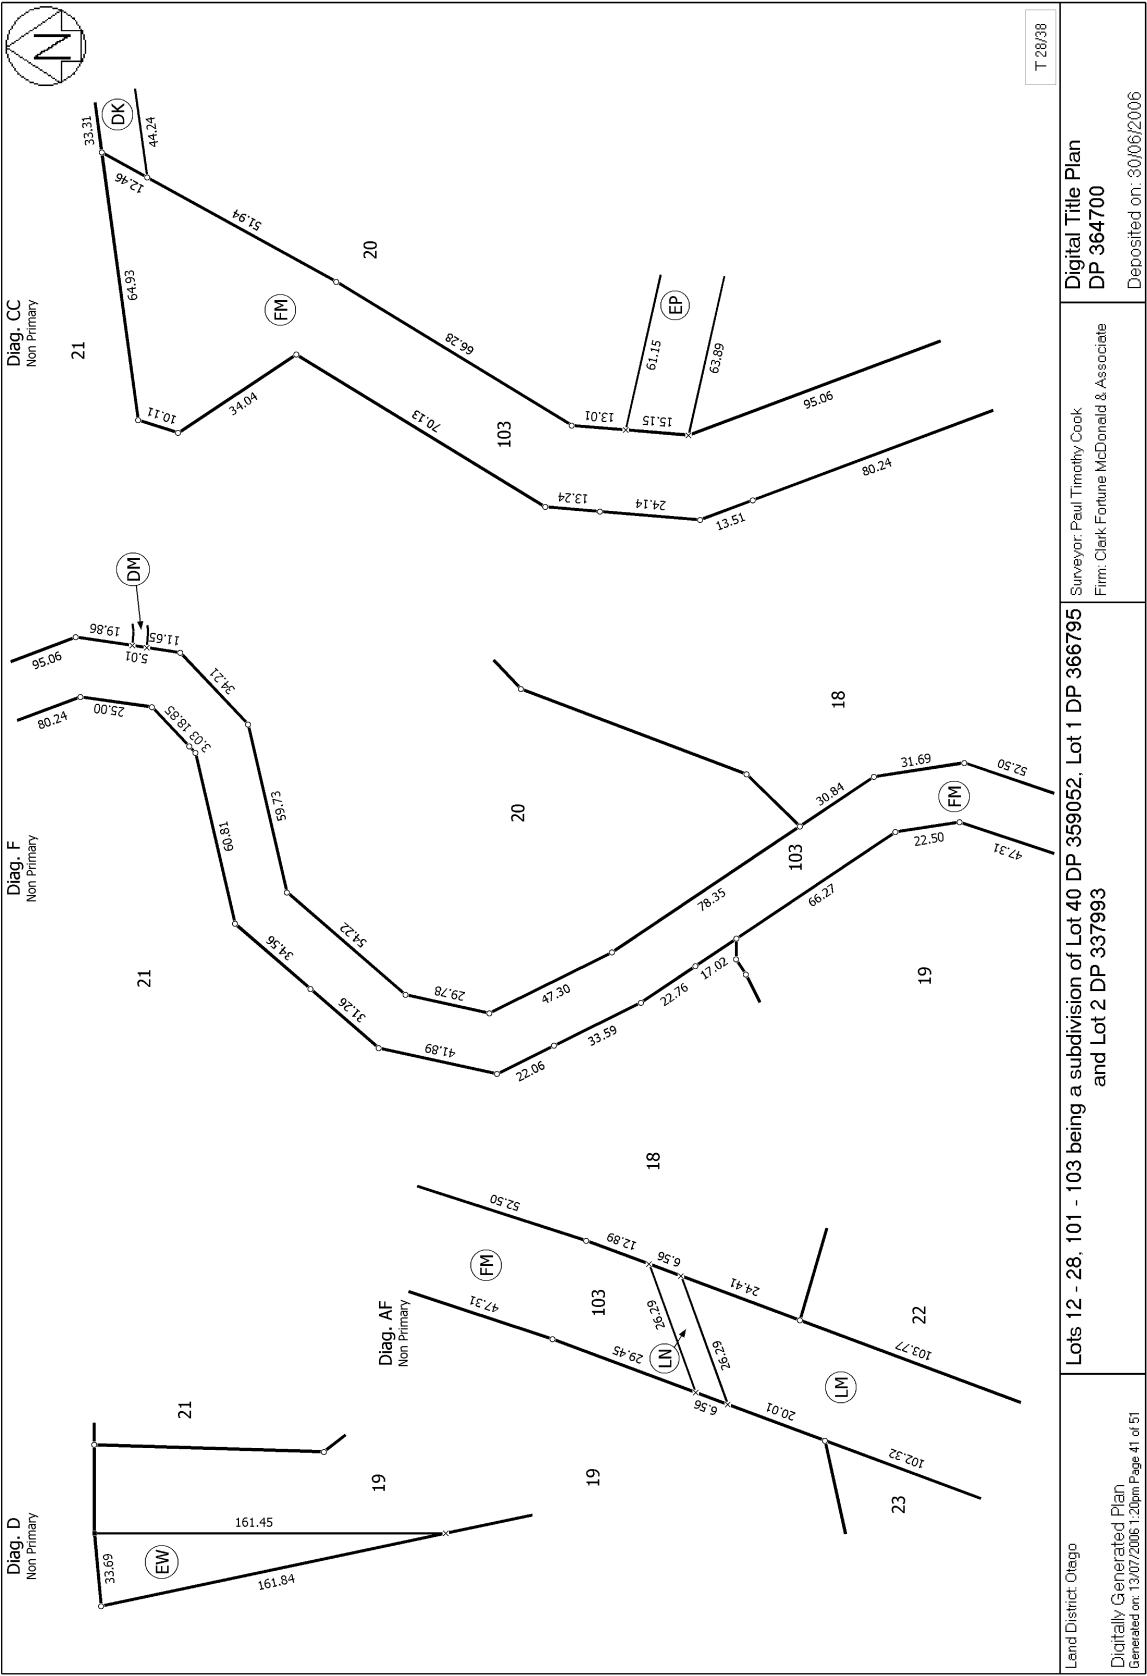 N
T 28/38
Diag. D
Non Primary
33.69
161.45
161.84
EW
21
19
Diag. AF
Non Primary
52.50
47.31
FM
18
103
12.89
6.56
29.45
26.29
26.29
LN
6.56
24.41
20.01
LM
22
103.77
102.32
19
23
Diag. F
Non Primary
95.06
80.24
19.86
DM
5.01
11.65
25.00
18.85
3.03
34.21
60.81
59.73
34.56
54.22
31.26
29.78
41.89
21
20
47.30
22.06
33.59
22.76
17.02
78.35
103
66.27
30.84
31.69
22.50
FM
52.50
47.31
18
19
Diag. CC
Non Primary
33.31
DK
44.24
12.46
64.93
51.94
21
20
FM
10.11
34.04
66.28
70.13
103
13.01
61.15
EP
15.15
63.89
13.24
24.14
13.51
95.06
80.24
Land District: Otago
Digitally Generated Plan
Generated on: 13/07/2006 1:20pm Page 41 of 51
Lots 12 - 28, 101 - 103 being a subdivision of Lot 40 DP 359052, Lot 1 DP 366795
and Lot 2 DP 337993
Surveyor: Paul Timothy Cook
Firm: Clark Fortune McDonald & Associate
Digital Title Plan
DP 364700
Deposited on: 30/06/2006